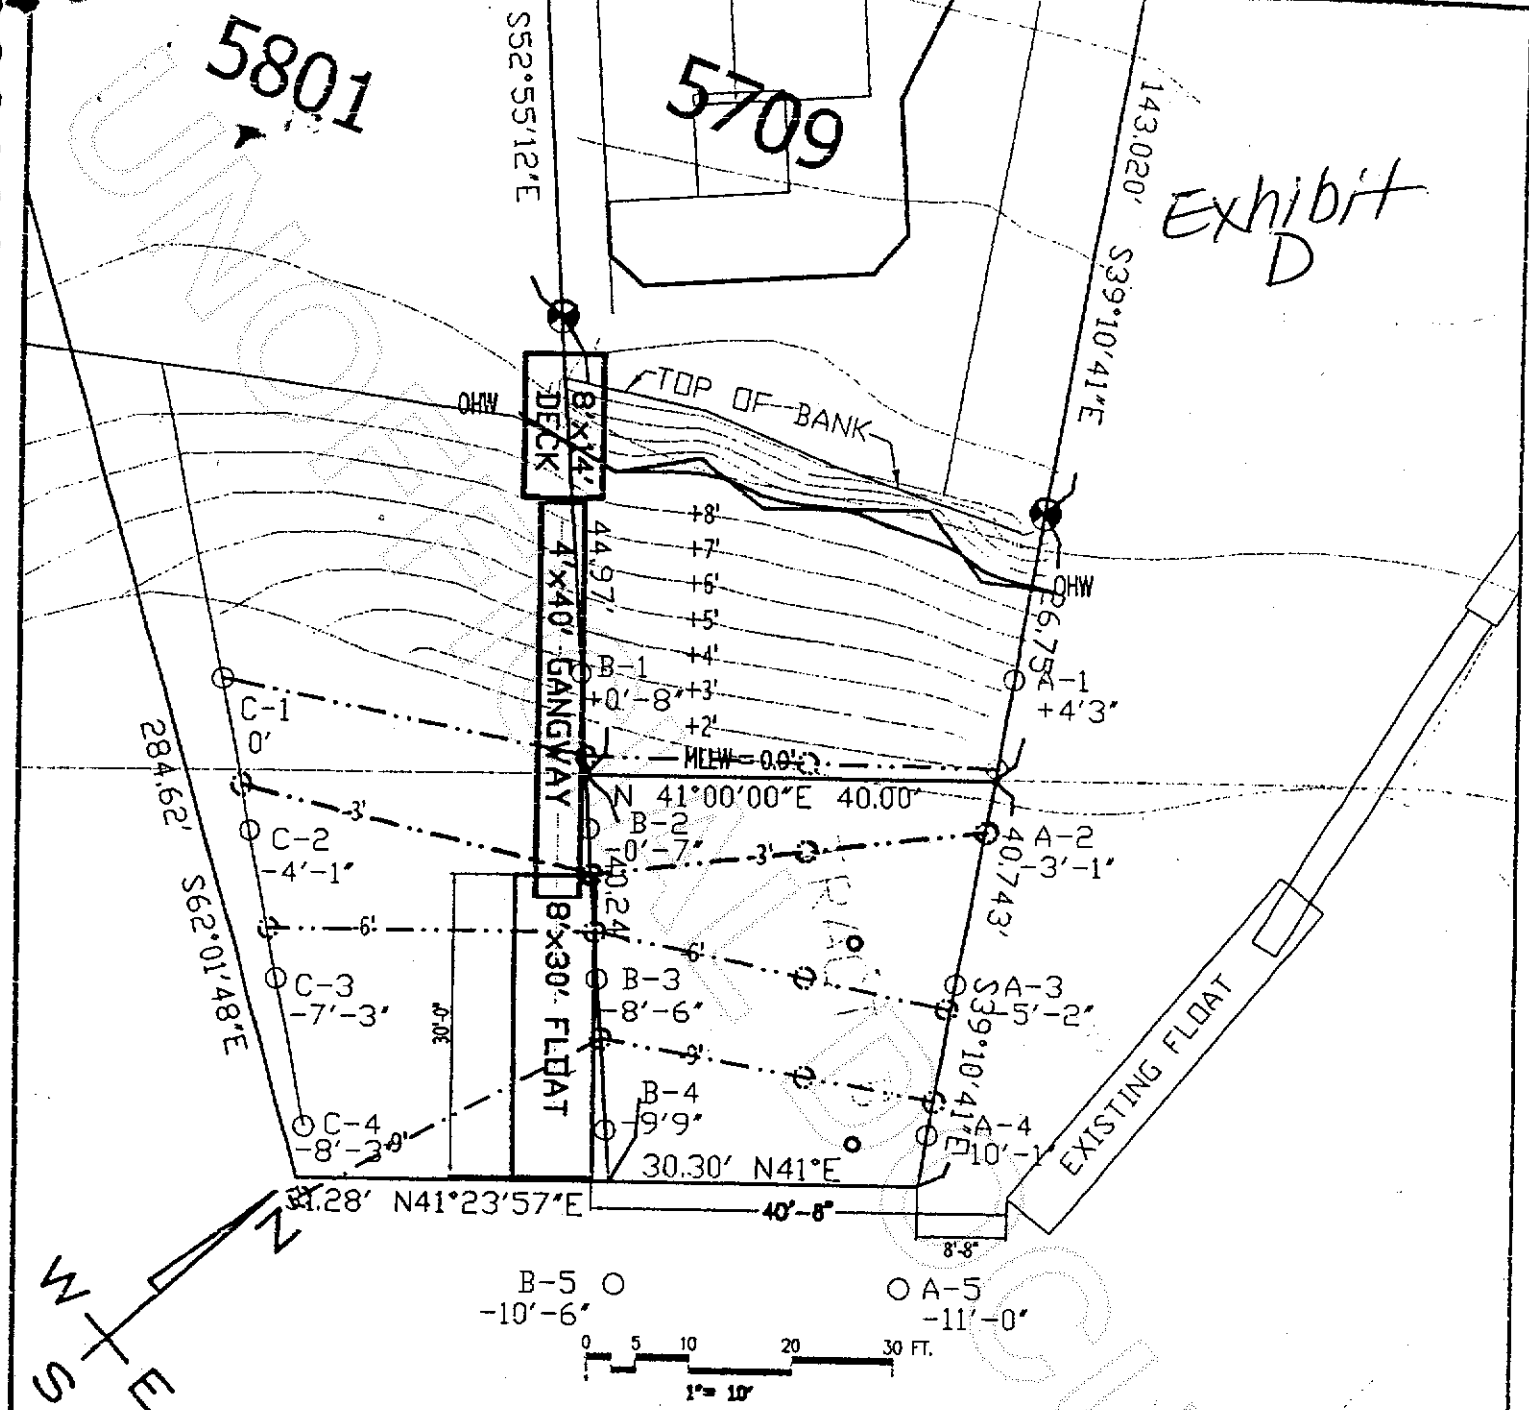 5801
5709
S52°55'12"E
143.020' S39°10'41"E
Exhibit
D
OHW
8'x14'
DECK
TOP OF BANK
+8'
+7'
+6'
+5'
+4'
+3'
+2'
44.97'
4'x40' GANGWAY
OHW
B-1
+0'-8"
A-1
+4'3"
C-1
0'
MLLW = 0.0'
N 41°00'00"E 40.00'
284.62'
S62°01'48"E
-3'
C-2
-4'-1"
B-2
-0'-7"
-3'
A-2
-3'-1"
40.24'
40.743'
S39°10'41"E
-6'
-6'
C-3
-7'-3"
B-3
-8'-6"
A-3
-5'-2"
30'-0"
8'x30' FLOAT
-9'
EXISTING FLOAT
C-4
-8'-3"
-9'
B-4
-9'9"
A-4
10'-1"
30.30' N41°E
31.28' N41°23'57"E
40'-8"
8'-8"
N
W
S
E
B-5
-10'-6"
A-5
-11'-0"
0 5 10 20 30 FT.
1"= 10'
UNOFFICIAL DOCU